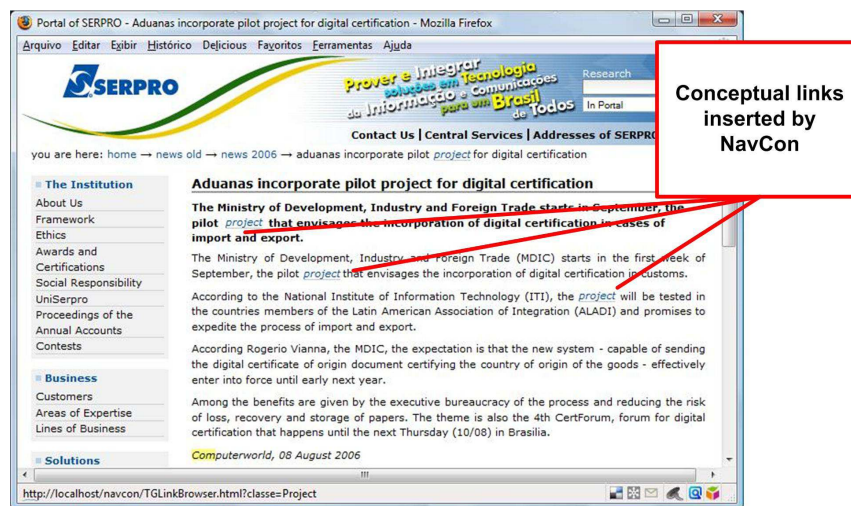 Portal of SERPRO - Aduanas incorporate pilot project for digital certification - Mozilla Firefox
Arquivo Editar Exibir Histórico Delicious Favoritos Ferramentas Ajuda
SERPRO
Prover e Integrar
soluções em Tecnologia
da Informação e Comunicações
para um Brasil
de Todos
Research
In Portal
Contact Us | Central Services | Addresses of SERPRO
Conceptual links
inserted by
NavCon
you are here: home → news old → news 2006 → aduanas incorporate pilot project for digital certification
The Institution
About Us
Framework
Ethics
Awards and
Certifications
Social Responsibility
UniSerpro
Proceedings of the
Annual Accounts
Contests
Business
Customers
Areas of Expertise
Lines of Business
Solutions
Aduanas incorporate pilot project for digital certification
The Ministry of Development, Industry and Foreign Trade starts in September, the
pilot project that envisages the incorporation of digital certification in cases of
import and export.
The Ministry of Development, Industry and Foreign Trade (MDIC) starts in the first week of
September, the pilot project that envisages the incorporation of digital certification in customs.
According to the National Institute of Information Technology (ITI), the project will be tested in
the countries members of the Latin American Association of Integration (ALADI) and promises to
expedite the process of import and export.
According Rogerio Vianna, the MDIC, the expectation is that the new system - capable of sending
the digital certificate of origin document certifying the country of origin of the goods - effectively
enter into force until early next year.
Among the benefits are given by the executive bureaucracy of the process and reducing the risk
of loss, recovery and storage of papers. The theme is also the 4th CertForum, forum for digital
certification that happens until the next Thursday (10/08) in Brasilia.
Computerworld, 08 August 2006
http://localhost/navcon/TGLinkBrowser.html?classe=Project